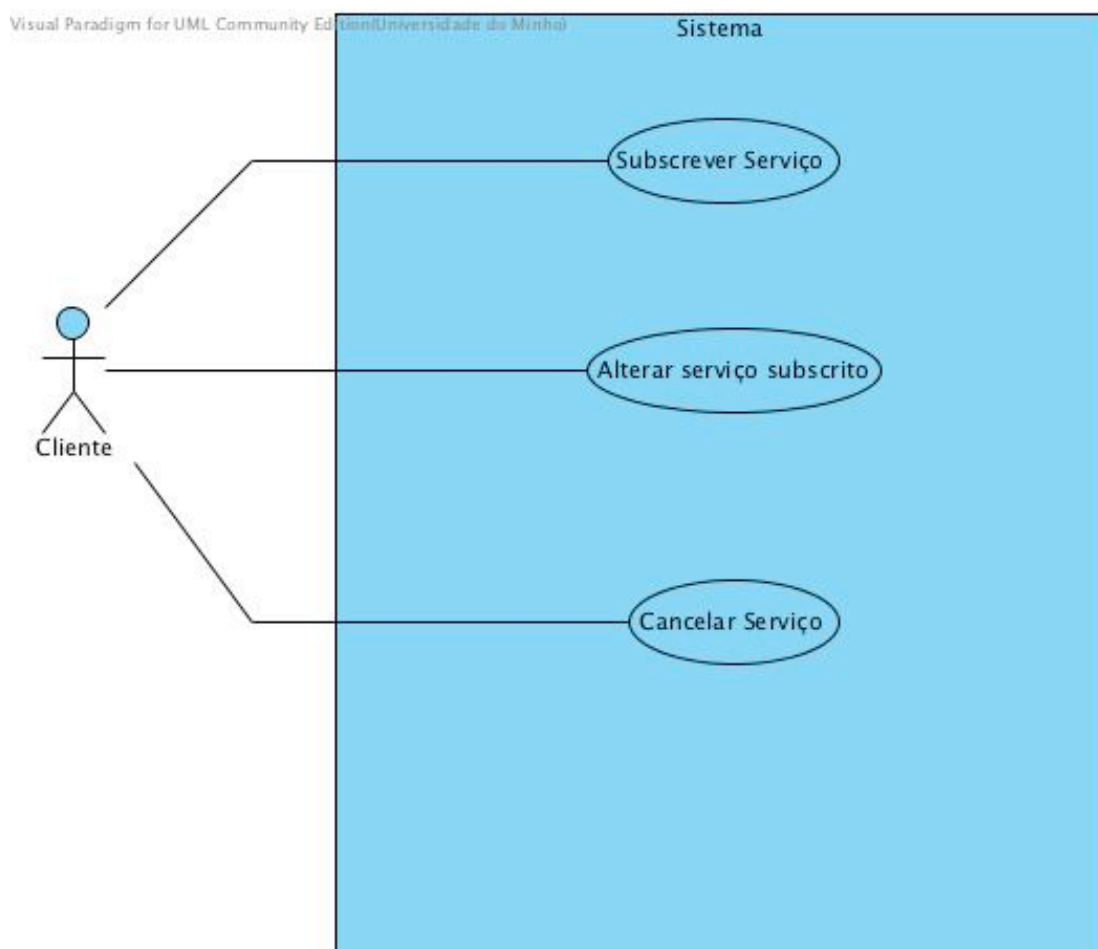 Visual Paradigm for UML Community Edition(Universidade do Minho)
Sistema
Subscrever Serviço
Alterar serviço subscrito
Cliente
Cancelar Serviço